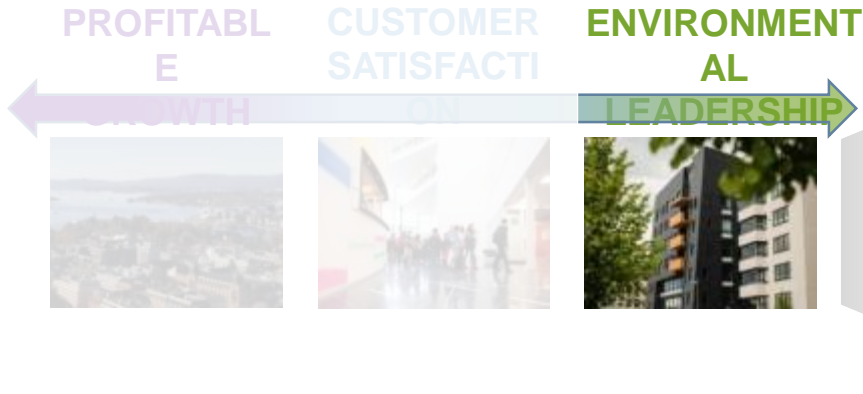 PROFITABL
E
GROWTH
CUSTOMER
SATISFACTI
ON
ENVIRONMENT
AL
LEADERSHIP